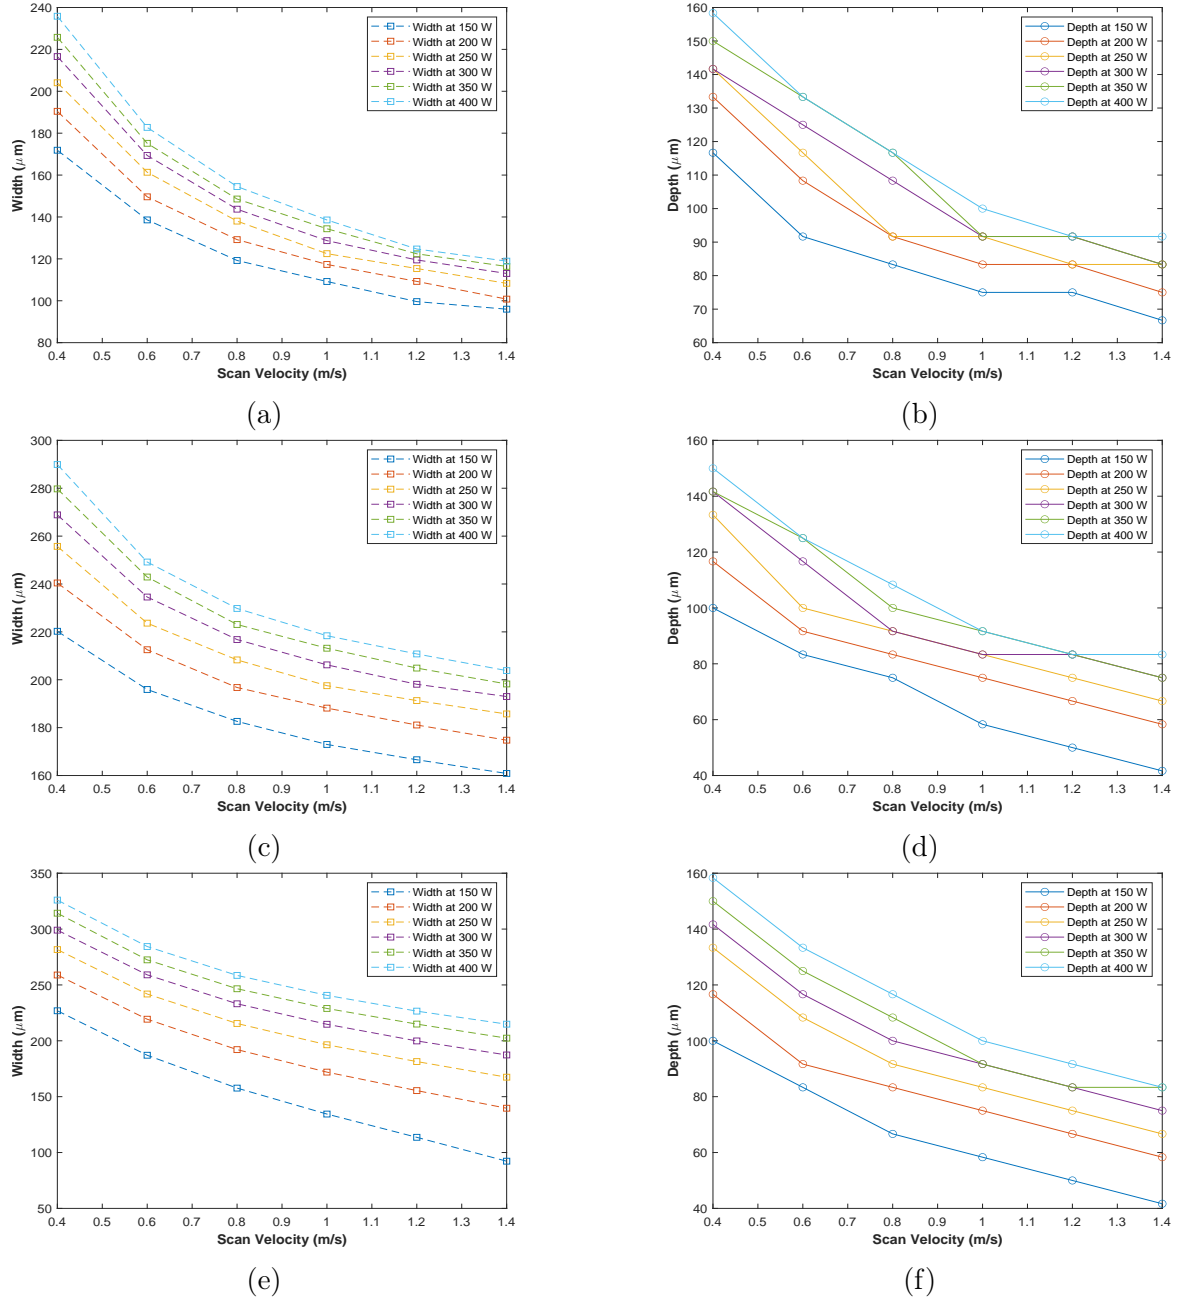 240
220
200
180
160
140
120
100
80
Width (μm)
0.4 0.5 0.6 0.7 0.8 0.9 1 1.1 1.2 1.3 1.4
Scan Velocity (m/s)
Width at 150 W
Width at 200 W
Width at 250 W
Width at 300 W
Width at 350 W
Width at 400 W
(a)
160
150
140
130
120
110
100
90
80
70
60
Depth (μm)
0.4 0.5 0.6 0.7 0.8 0.9 1 1.1 1.2 1.3 1.4
Scan Velocity (m/s)
Depth at 150 W
Depth at 200 W
Depth at 250 W
Depth at 300 W
Depth at 350 W
Depth at 400 W
(b)
300
280
260
240
220
200
180
160
Width (μm)
0.4 0.5 0.6 0.7 0.8 0.9 1 1.1 1.2 1.3 1.4
Scan Velocity (m/s)
Width at 150 W
Width at 200 W
Width at 250 W
Width at 300 W
Width at 350 W
Width at 400 W
(c)
160
140
120
100
80
60
40
Depth (μm)
0.4 0.5 0.6 0.7 0.8 0.9 1 1.1 1.2 1.3 1.4
Scan Velocity (m/s)
Depth at 150 W
Depth at 200 W
Depth at 250 W
Depth at 300 W
Depth at 350 W
Depth at 400 W
(d)
350
300
250
200
150
100
50
Width (μm)
0.4 0.5 0.6 0.7 0.8 0.9 1 1.1 1.2 1.3 1.4
Scan Velocity (m/s)
Width at 150 W
Width at 200 W
Width at 250 W
Width at 300 W
Width at 350 W
Width at 400 W
(e)
160
140
120
100
80
60
40
Depth (μm)
0.4 0.5 0.6 0.7 0.8 0.9 1 1.1 1.2 1.3 1.4
Scan Velocity (m/s)
Depth at 150 W
Depth at 200 W
Depth at 250 W
Depth at 300 W
Depth at 350 W
Depth at 400 W
(f)